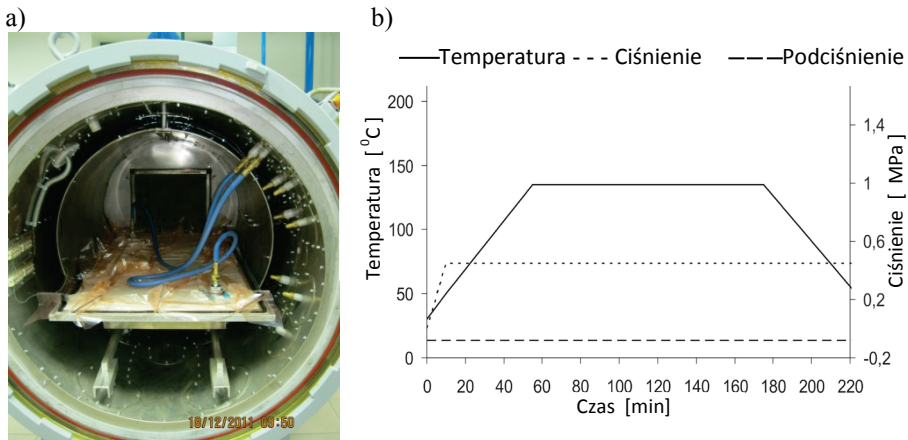 a)
b)
Temperatura Ciśnienie Podciśnienie
Temperatura [ ⁰C ]
200
150
100
50
0
1,4
1
0,6
0,2
-0,2
Ciśnienie [ MPa ]
0 20 40 60 80 100 120 140 160 180 200 220
Czas [min]
18/12/2011 09:50